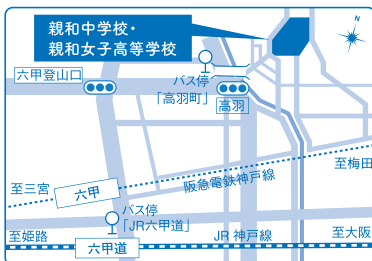 親和中学校・
親和女子高等学校
N
六甲登山口
バス停
「高羽町」
高羽
至梅田
阪急電鉄神戸線
至三宮
六甲
バス停
「JR六甲道」
至姫路
六甲道
JR神戸線
至大阪